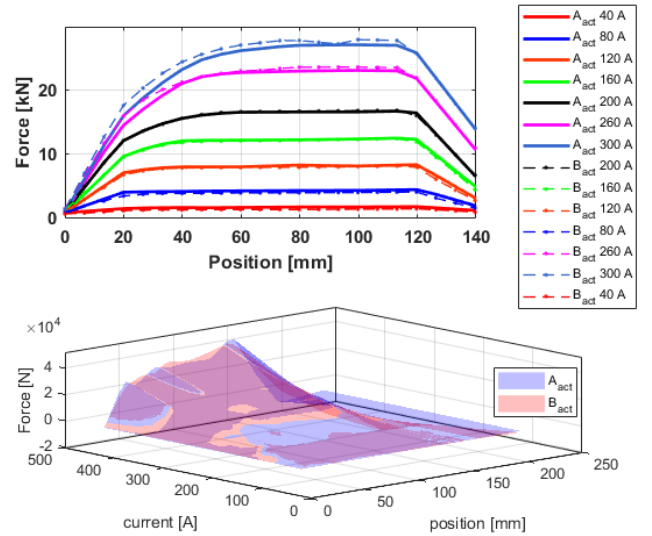 Force [kN]
20
10
0
0 20 40 60 80 100 120 140
Position [mm]
A_act 40 A
A_act 80 A
A_act 120 A
A_act 160 A
A_act 200 A
A_act 260 A
A_act 300 A
B_act 200 A
B_act 160 A
B_act 120 A
B_act 80 A
B_act 260 A
B_act 300 A
B_act 40 A
×10^4
Force [N]
4
2
0
-2
500 400 300 200 100 0
current [A]
0 50 100 150 200 250
position [mm]
A_act
B_act